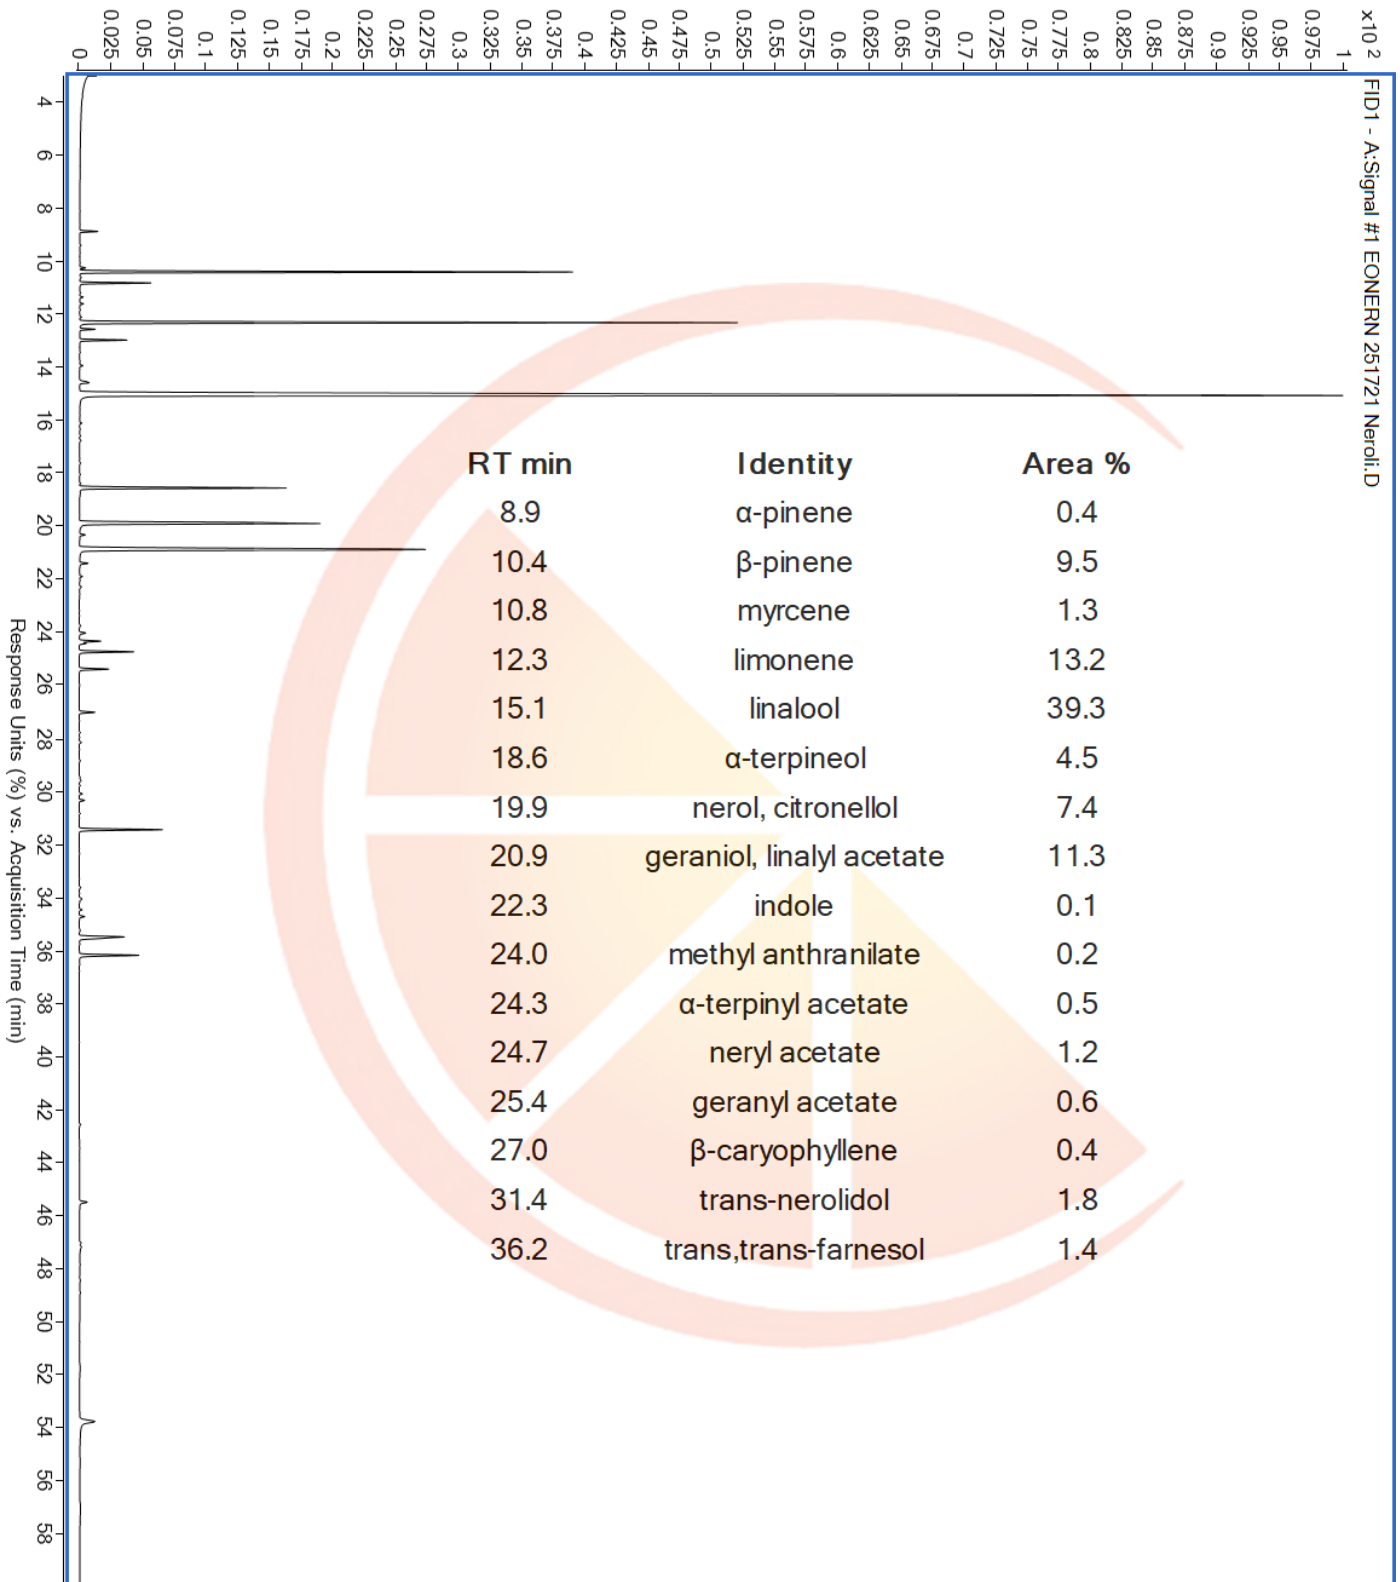 x10 2
FID1 - A:Signal #1 EONERN 251721 Neroli.D
1
0.975
0.95
0.925
0.9
0.875
0.85
0.825
0.8
0.775
0.75
0.725
0.7
0.675
0.65
0.625
0.6
0.575
0.55
0.525
0.5
0.475
0.45
0.425
0.4
0.375
0.35
0.325
0.3
0.275
0.25
0.225
0.2
0.175
0.15
0.125
0.1
0.075
0.05
0.025
0
4 6 8 10 12 14 16 18 20 22 24 26 28 30 32 34 36 38 40 42 44 46 48 50 52 54 56 58
Response Units (%) vs. Acquisition Time (min)
RT min Identity Area %
8.9 α-pinene 0.4
10.4 β-pinene 9.5
10.8 myrcene 1.3
12.3 limonene 13.2
15.1 linalool 39.3
18.6 α-terpineol 4.5
19.9 nerol, citronellol 7.4
20.9 geraniol, linalyl acetate 11.3
22.3 indole 0.1
24.0 methyl anthranilate 0.2
24.3 α-terpinyl acetate 0.5
24.7 neryl acetate 1.2
25.4 geranyl acetate 0.6
27.0 β-caryophyllene 0.4
31.4 trans-nerolidol 1.8
36.2 trans,trans-farnesol 1.4